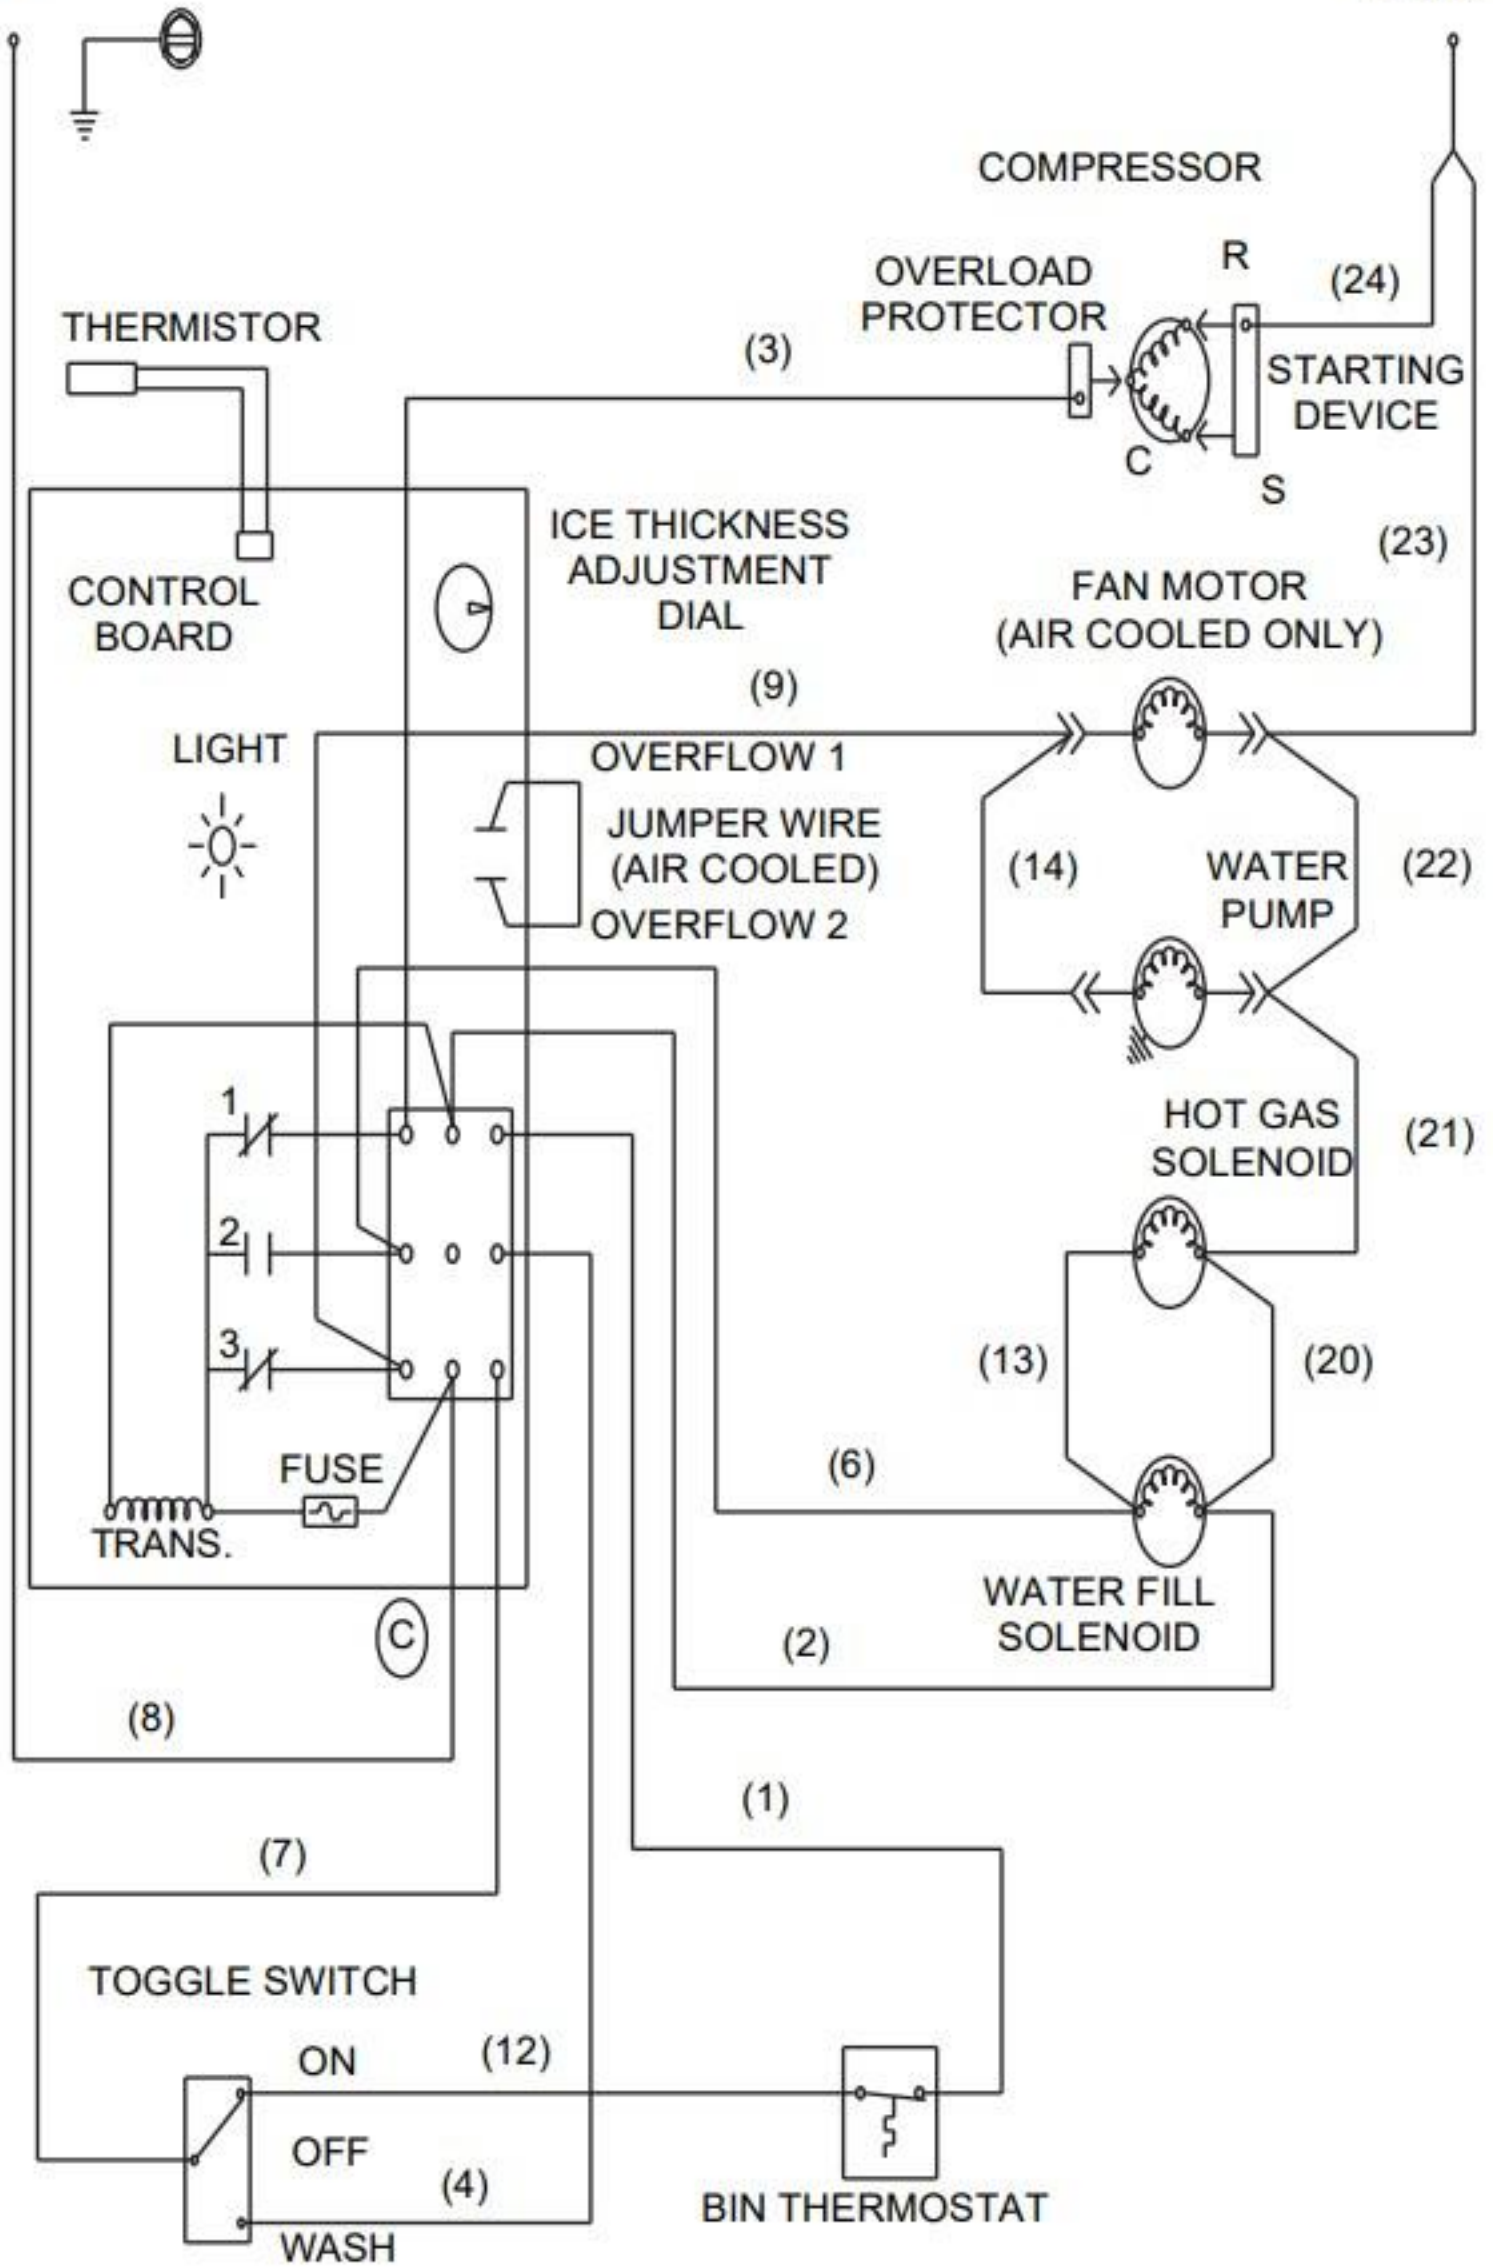 COMPRESSOR
R
OVERLOAD
PROTECTOR
(24)
THERMISTOR
(3)
STARTING
DEVICE
C
S
ICE THICKNESS
ADJUSTMENT
DIAL
(23)
CONTROL
BOARD
FAN MOTOR
(AIR COOLED ONLY)
(9)
LIGHT
OVERFLOW 1
JUMPER WIRE
(AIR COOLED)
OVERFLOW 2
(14)
WATER
PUMP
(22)
1
HOT GAS
SOLENOID
(21)
2
3
(13)
(20)
FUSE
(6)
TRANS.
WATER FILL
SOLENOID
C
(2)
(8)
(1)
(7)
TOGGLE SWITCH
ON
(12)
OFF
(4)
BIN THERMOSTAT
WASH